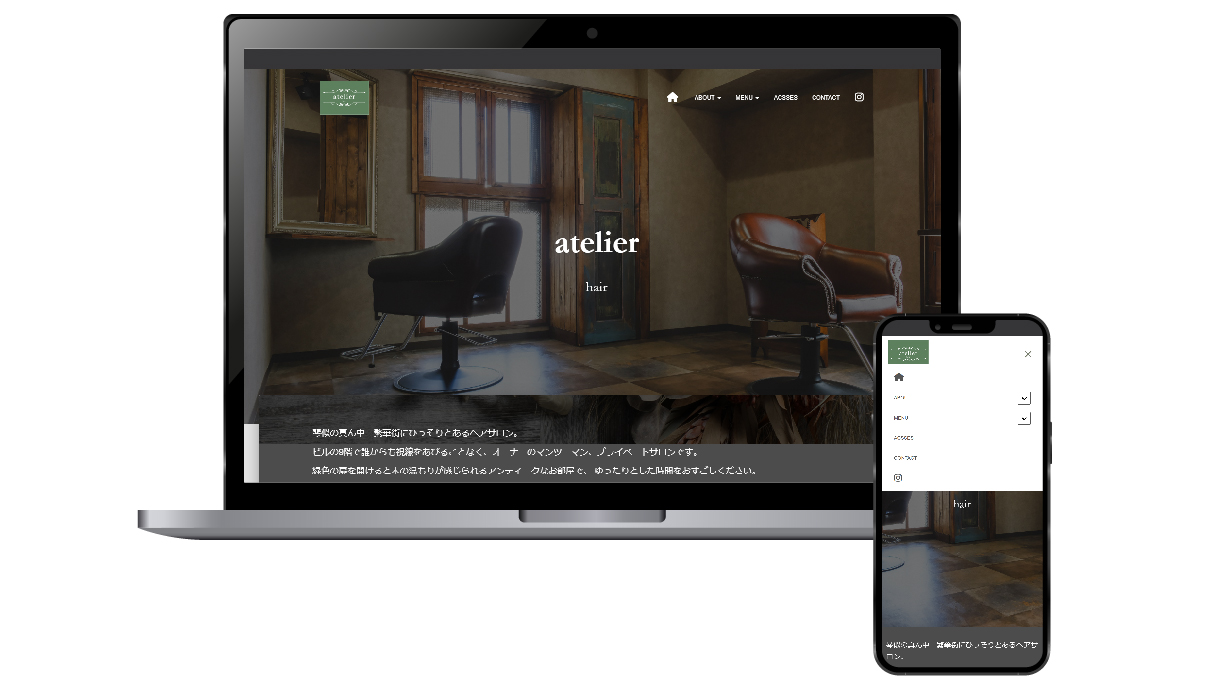 atelier
ABOUT
MENU
ACSSES
CONTACT
atelier
hair
琴似の真ん中 繁華街にひっそりとあるヘアサロン。
ビルの9階で誰からも視線をあびることなく、オーナーのマンツーマン、プライベートサロンです。
緑色の扉を開けると木の温もりが感じられるアンティークなお部屋で、ゆったりとした時間をおすごしください。
atelier
ABOUT
MENU
ACSSES
CONTACT
hair
琴似の真ん中 繁華街にひっそりとあるヘアサ
ロン。